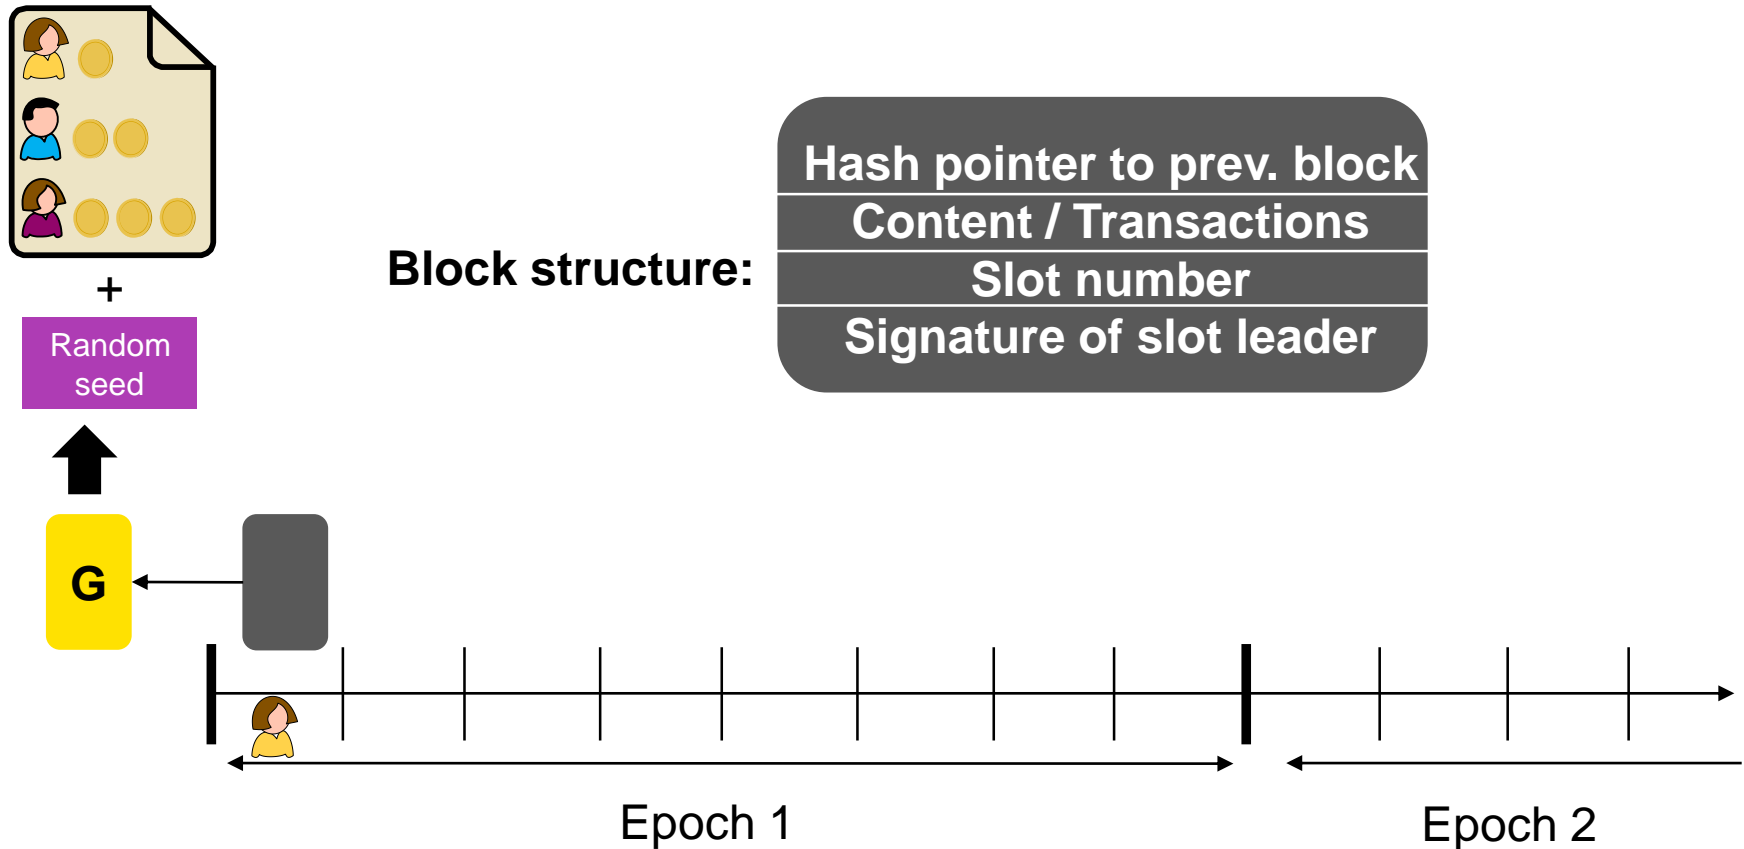 +
Random
seed
G
Block structure:
Hash pointer to prev. block
Content / Transactions
Slot number
Signature of slot leader
Epoch 1
Epoch 2